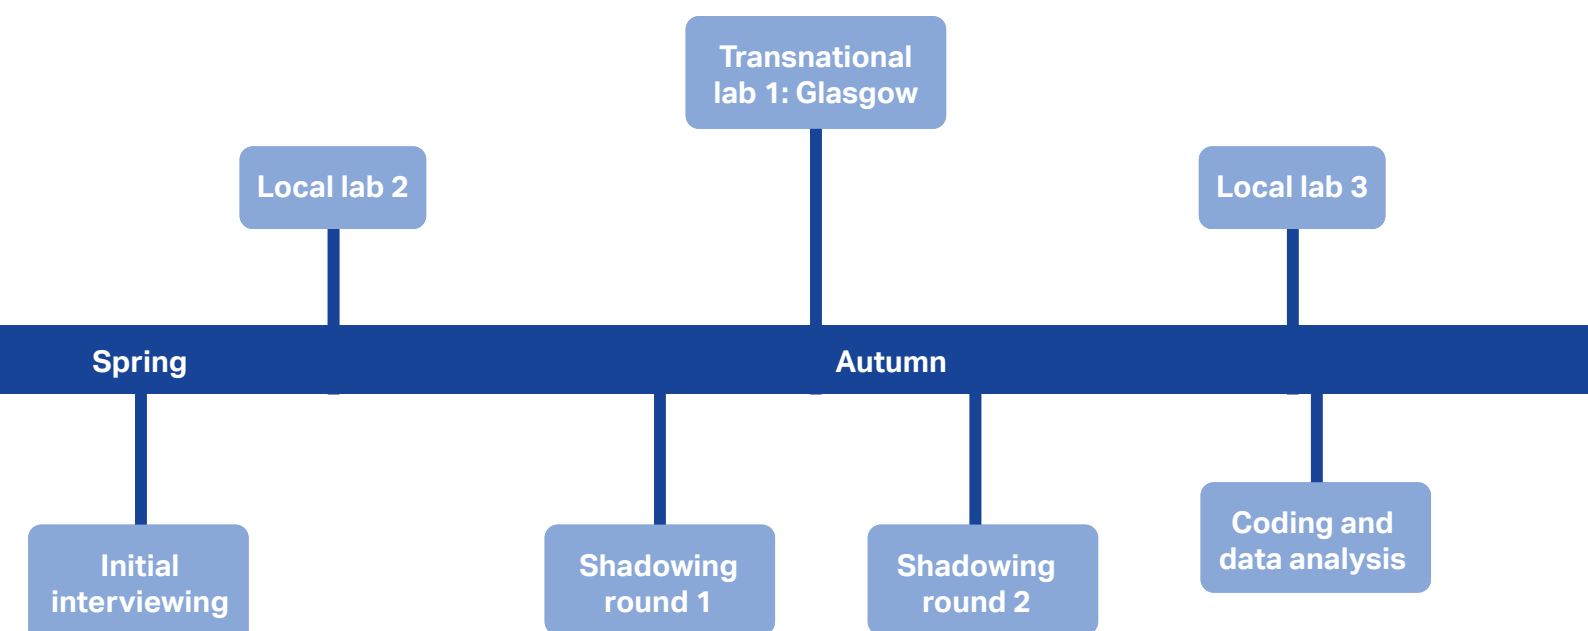 Transnational
lab 1: Glasgow
Local lab 2
Local lab 3
Spring
Autumn
Initial
interviewing
Shadowing
round 1
Shadowing
round 2
Coding and
data analysis